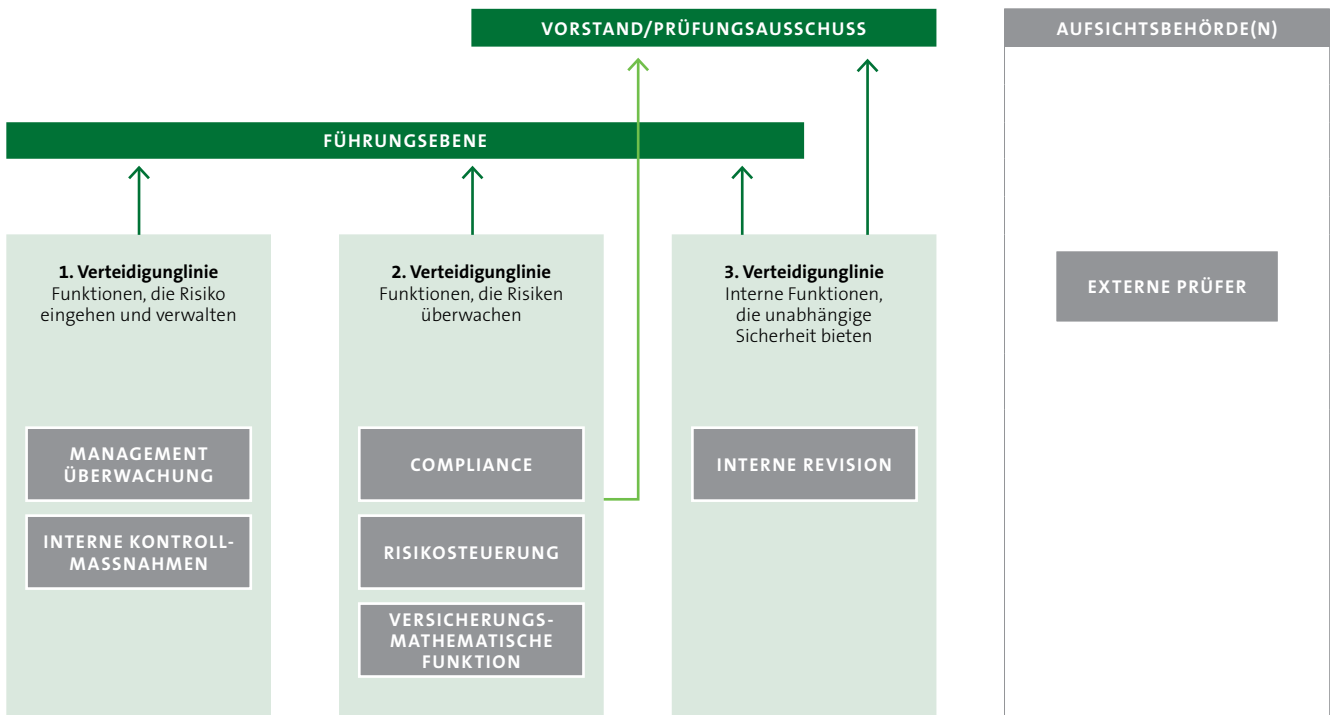 VORSTAND/PRÜFUNGSAUSSCHUSS
AUFSICHTSBEHÖRDE(N)
FÜHRUNGSEBENE
1. Verteidigunglinie
Funktionen, die Risiko
eingehen und verwalten
MANAGEMENT
ÜBERWACHUNG
INTERNE KONTROLL-
MASSNAHMEN
2. Verteidigunglinie
Funktionen, die Risiken
überwachen
COMPLIANCE
RISIKOSTEUERUNG
VERSICHERUNGS-
MATHEMATISCHE
FUNKTION
3. Verteidigunglinie
Interne Funktionen,
die unabhängige
Sicherheit bieten
INTERNE REVISION
EXTERNE PRÜFER